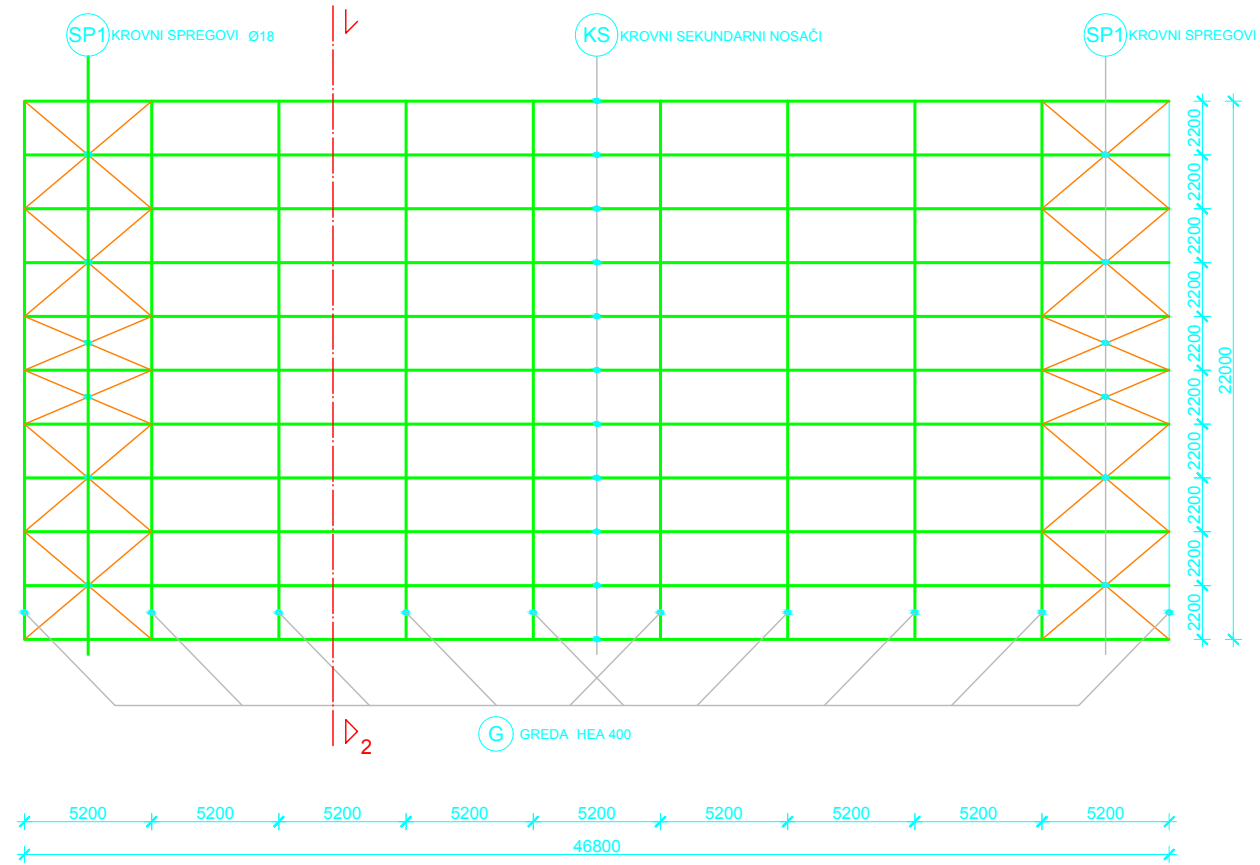 SP1 KROVNI SPREGOVI Ø18
KS KROVNI SEKUNDARNI NOSAČI
SP1 KROVNI SPREGOVI
2200
2200
2200
2200
2200
2200
2200
2200
2200
2200
22000
G GREDA HEA 400
2
5200 5200 5200 5200 5200 5200 5200 5200 5200
46800